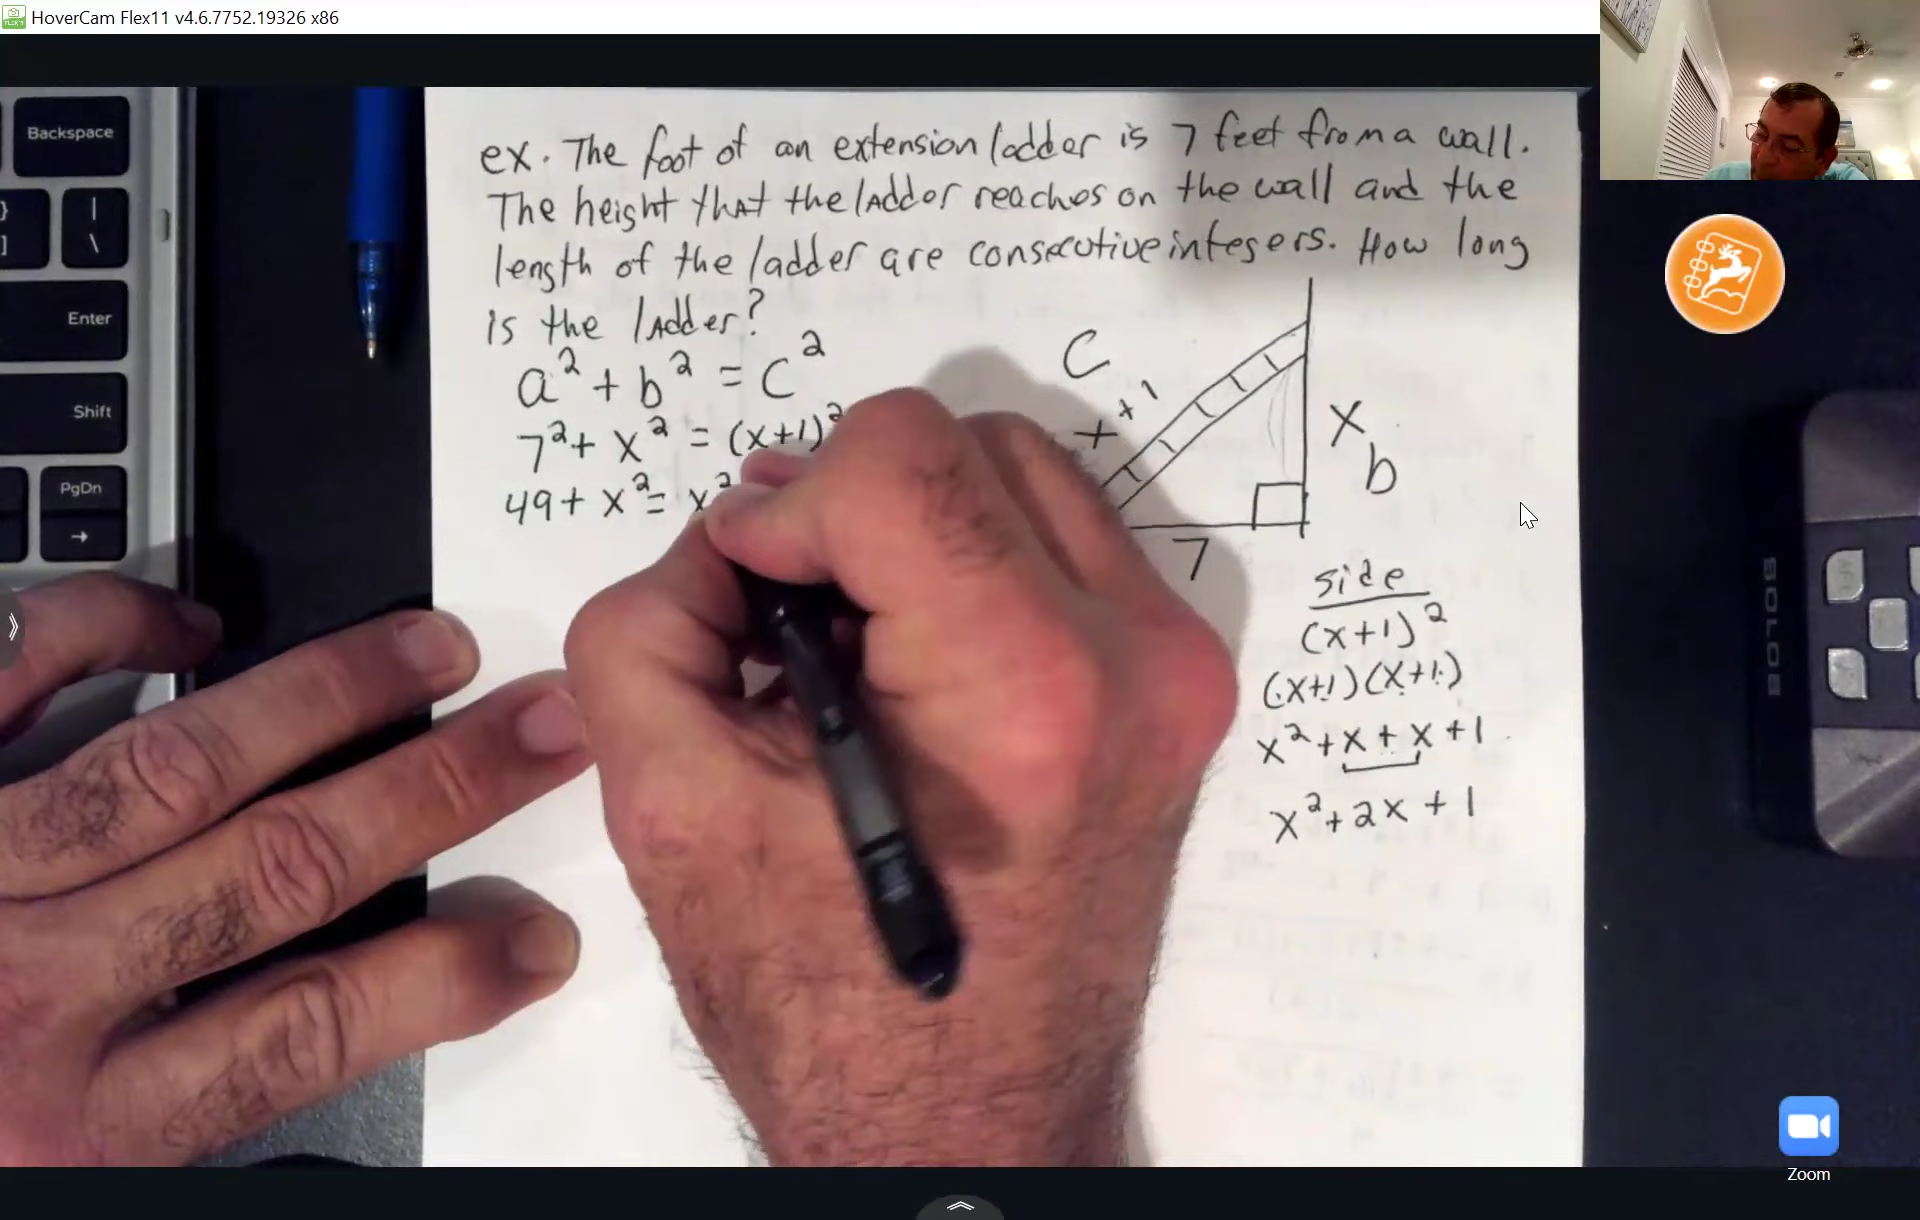 HoverCam Flex11 v4.6.7752.19326 x86
Backspace
}
]
|
\
Enter
Shift
PgDn
→
ex. The foot of an extension ladder is 7 feet from a wall.
The height that the ladder reaches on the wall and the
length of the ladder are consecutive integers. How long
is the ladder?
a² + b² = c²
7² + x² = (x+1)²
49 + x² = x²
C
x+1
x
b
7
side
(x+1)²
(x+1)(x+1)
x² + x + x + 1
x² + 2x + 1
SOLO8
Zoom